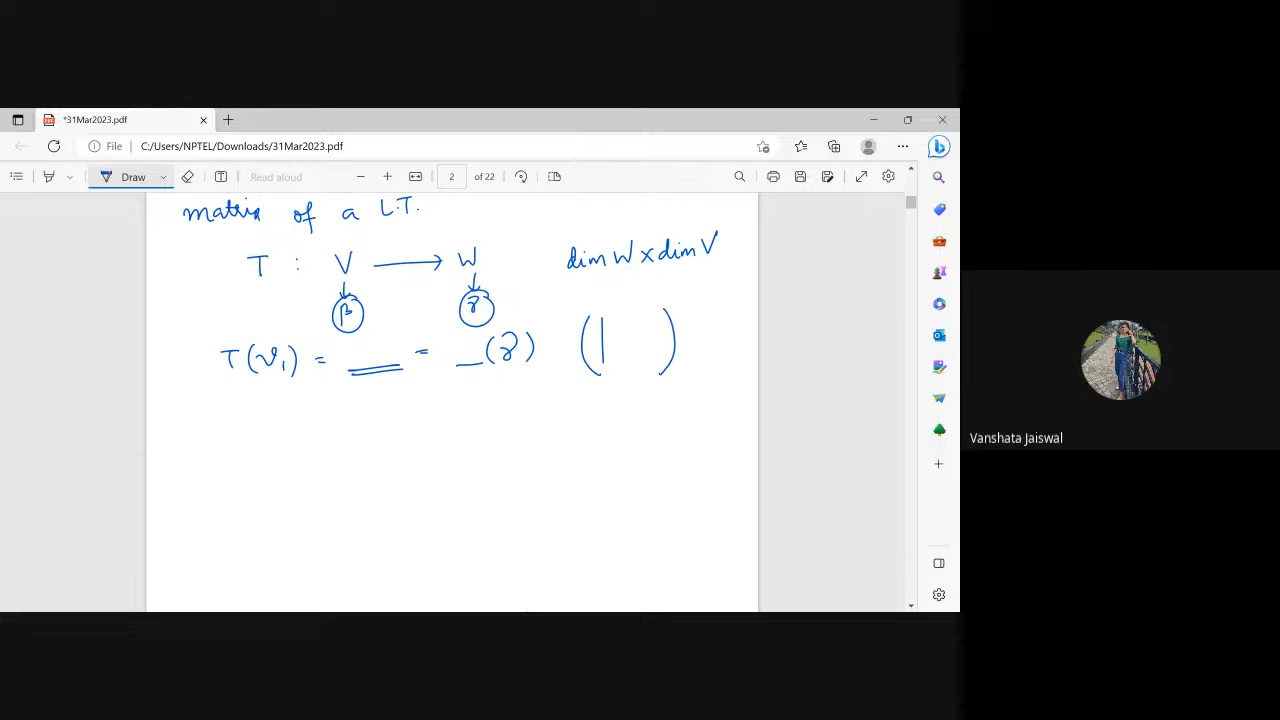 *31Mar2023.pdf
File | C:/Users/NPTEL/Downloads/31Mar2023.pdf
Draw Read aloud 2 of 22
matrix of a L.T.
T : V ⟶ W dim W x dim V
β γ
T(v₁) = ___ = __(γ) ( | )
Vanshata Jaiswal